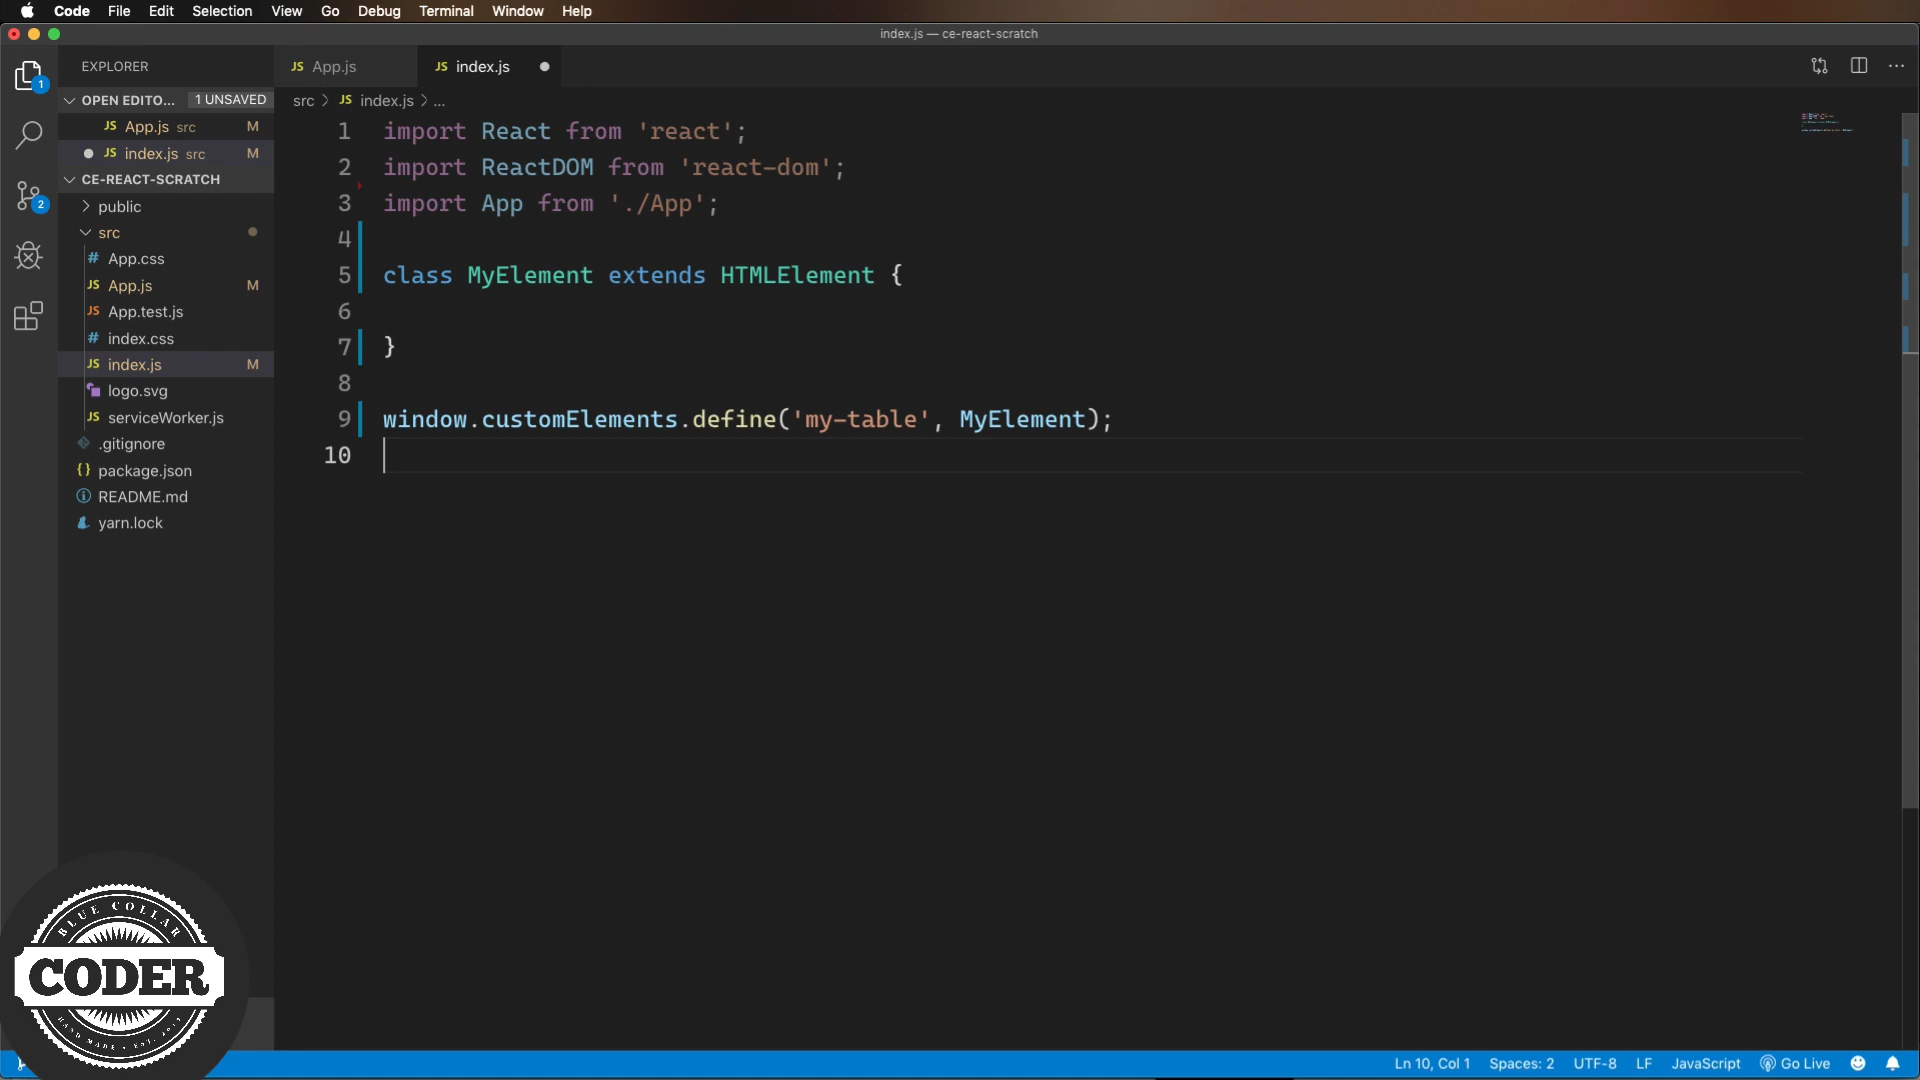 Code File Edit Selection View Go Debug Terminal Window Help
index.js — ce-react-scratch
EXPLORER
App.js
index.js
OPEN EDITO... 1 UNSAVED
App.js src M
index.js src M
CE-REACT-SCRATCH
public
src
App.css
App.js M
App.test.js
index.css
index.js M
logo.svg
serviceWorker.js
.gitignore
package.json
README.md
yarn.lock
1
2
src > JS index.js > ...
1 import React from 'react';
2 import ReactDOM from 'react-dom';
3 import App from './App';
4
5 class MyElement extends HTMLElement {
6
7 }
8
9 window.customElements.define('my-table', MyElement);
10
BLUE COLLAR
CODER
HAND MADE • EST.
Ln 10, Col 1 Spaces: 2 UTF-8 LF JavaScript Go Live